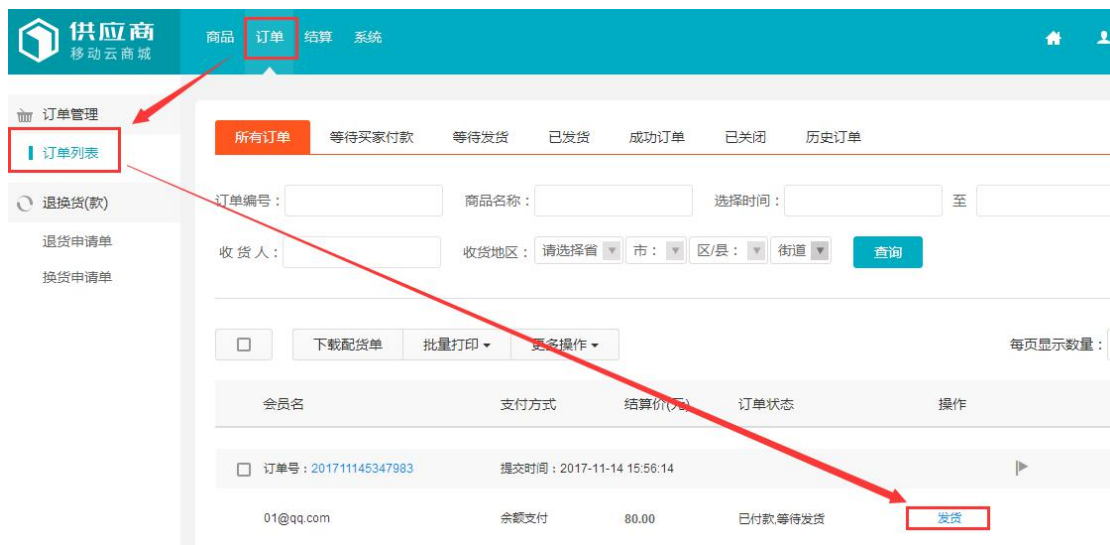 供应商
移动云商城
商品 订单 结算 系统
订单管理
订单列表
退换货(款)
退货申请单
换货申请单
所有订单 等待买家付款 等待发货 已发货 成功订单 已关闭 历史订单
订单编号： 商品名称： 选择时间： 至
收 货 人： 收货地区： 请选择省 市： 区/县： 街道 查询
下载配货单 批量打印 更多操作 每页显示数量：
会员名 支付方式 结算价(元) 订单状态 操作
订单号：201711145347983 提交时间：2017-11-14 15:56:14
01@qq.com 余额支付 80.00 已付款,等待发货 发货